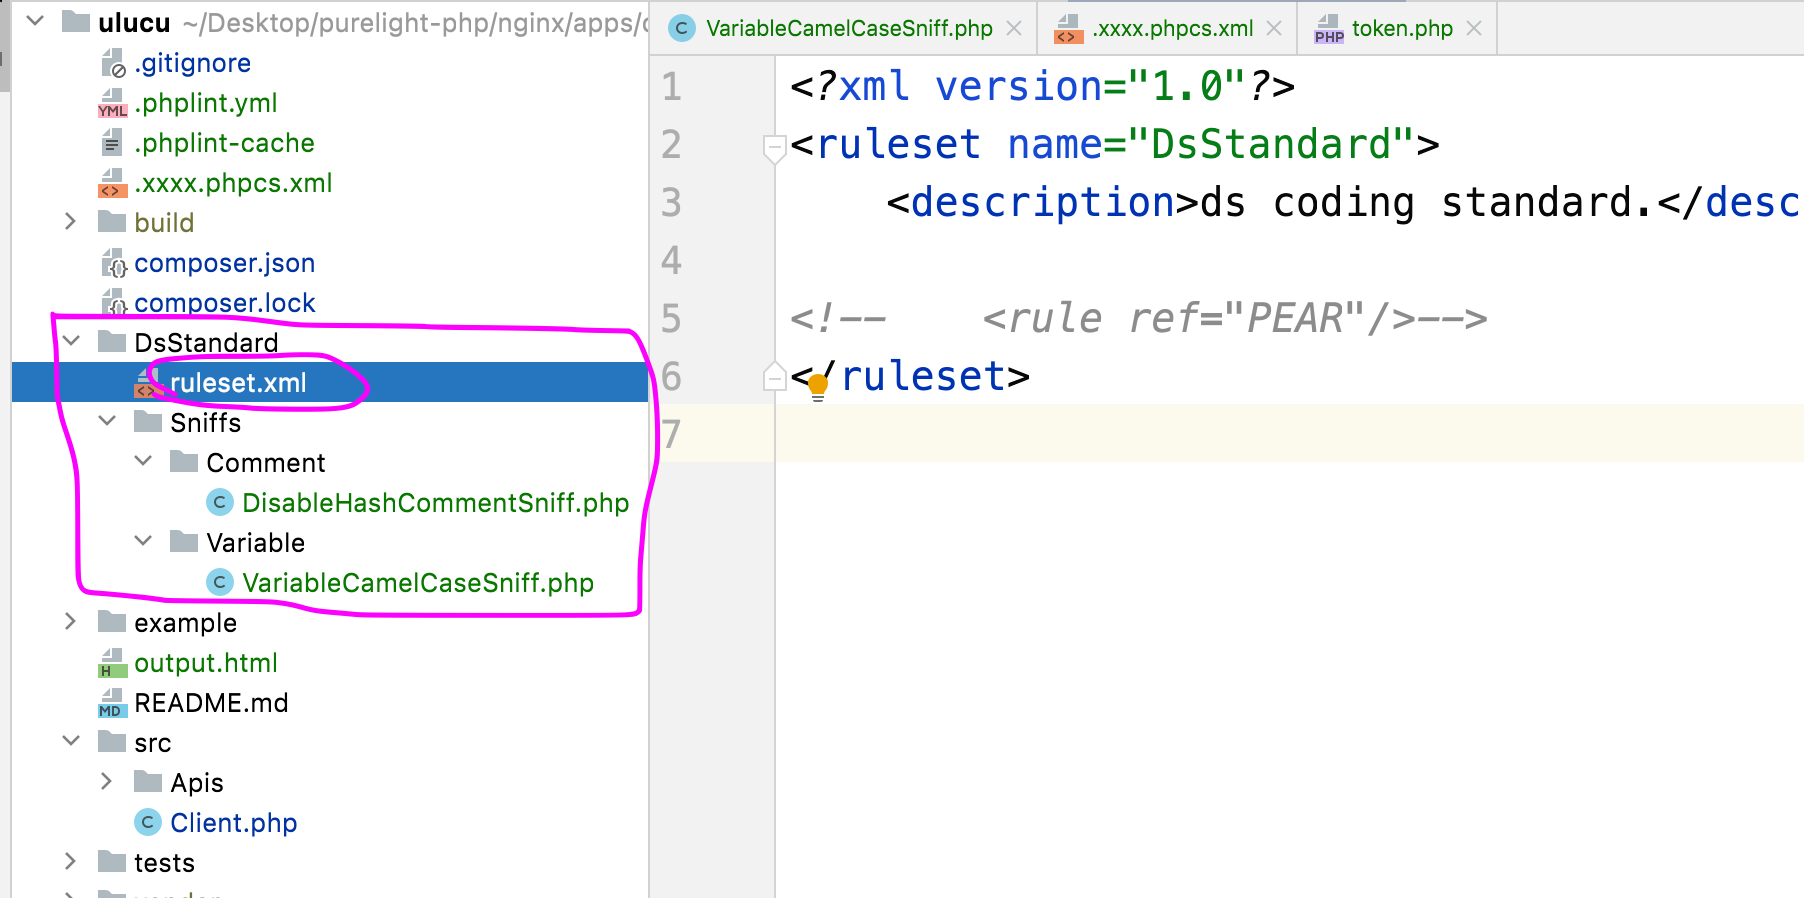 ulucu ~/Desktop/purelight-php/nginx/apps/
.gitignore
.phplint.yml
.phplint-cache
.xxxx.phpcs.xml
build
composer.json
composer.lock
DsStandard
ruleset.xml
Sniffs
Comment
DisableHashCommentSniff.php
Variable
VariableCamelCaseSniff.php
example
output.html
README.md
src
Apis
Client.php
tests
VariableCamelCaseSniff.php
.xxxx.phpcs.xml
token.php
1 <?xml version="1.0"?>
2 <ruleset name="DsStandard">
3 <description>ds coding standard.</desc
4
5 <!-- <rule ref="PEAR"/>-->
6 </ruleset>
7